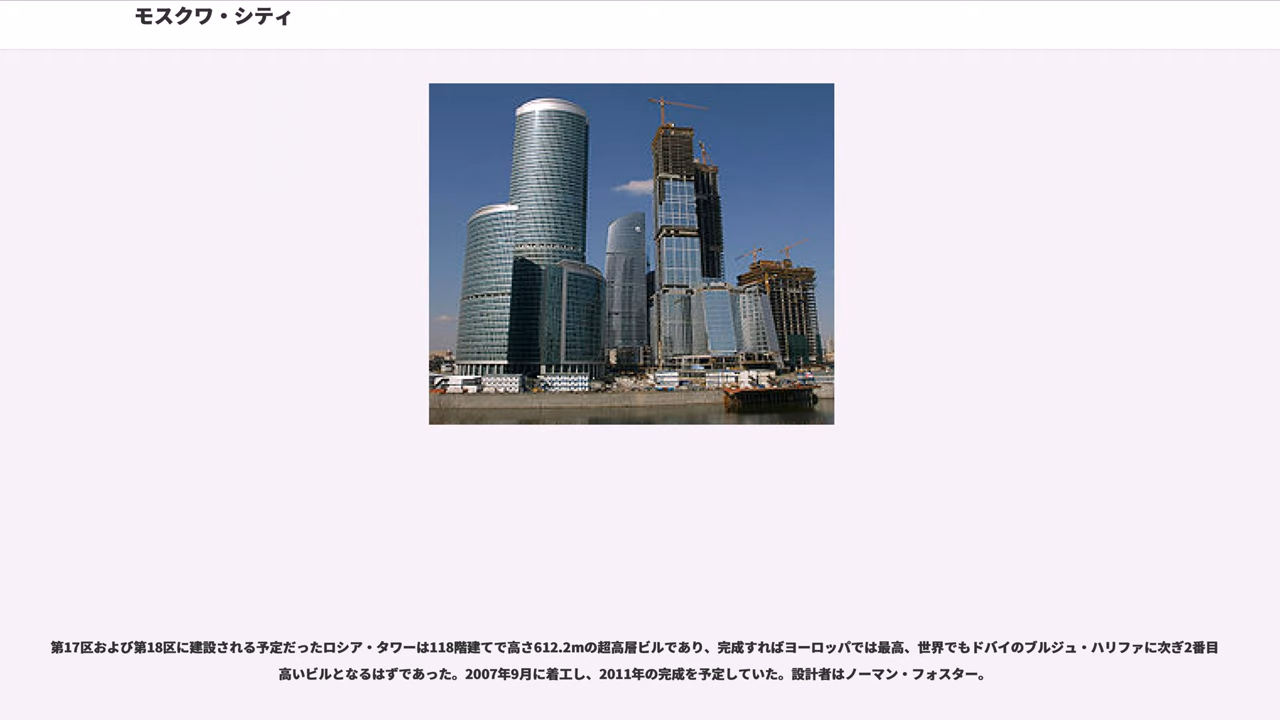 モスクワ・シティ
第17区および第18区に建設される予定だったロシア・タワーは118階建てで高さ612.2mの超高層ビルであり、完成すればヨーロッパでは最高、世界でもドバイのブルジュ・ハリファに次ぎ2番目
高いビルとなるはずであった。2007年9月に着工し、2011年の完成を予定していた。設計者はノーマン・フォスター。